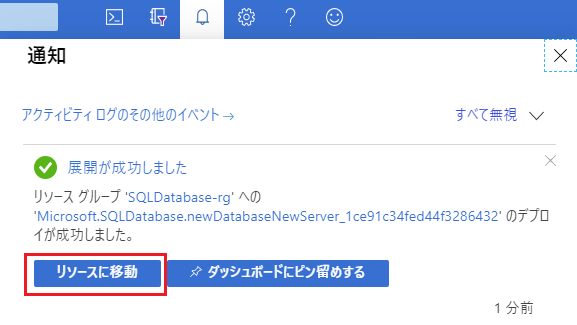 通知
アクティビティ ログのその他のイベント→
すべて無視
展開が成功しました
リソース グループ 'SQLDatabase-rg' への
'Microsoft.SQLDatabase.newDatabaseNewServer_1ce91c34fed44f3286432' のデプロ
イが成功しました。
リソースに移動
ダッシュボードにピン留めする
1 分前